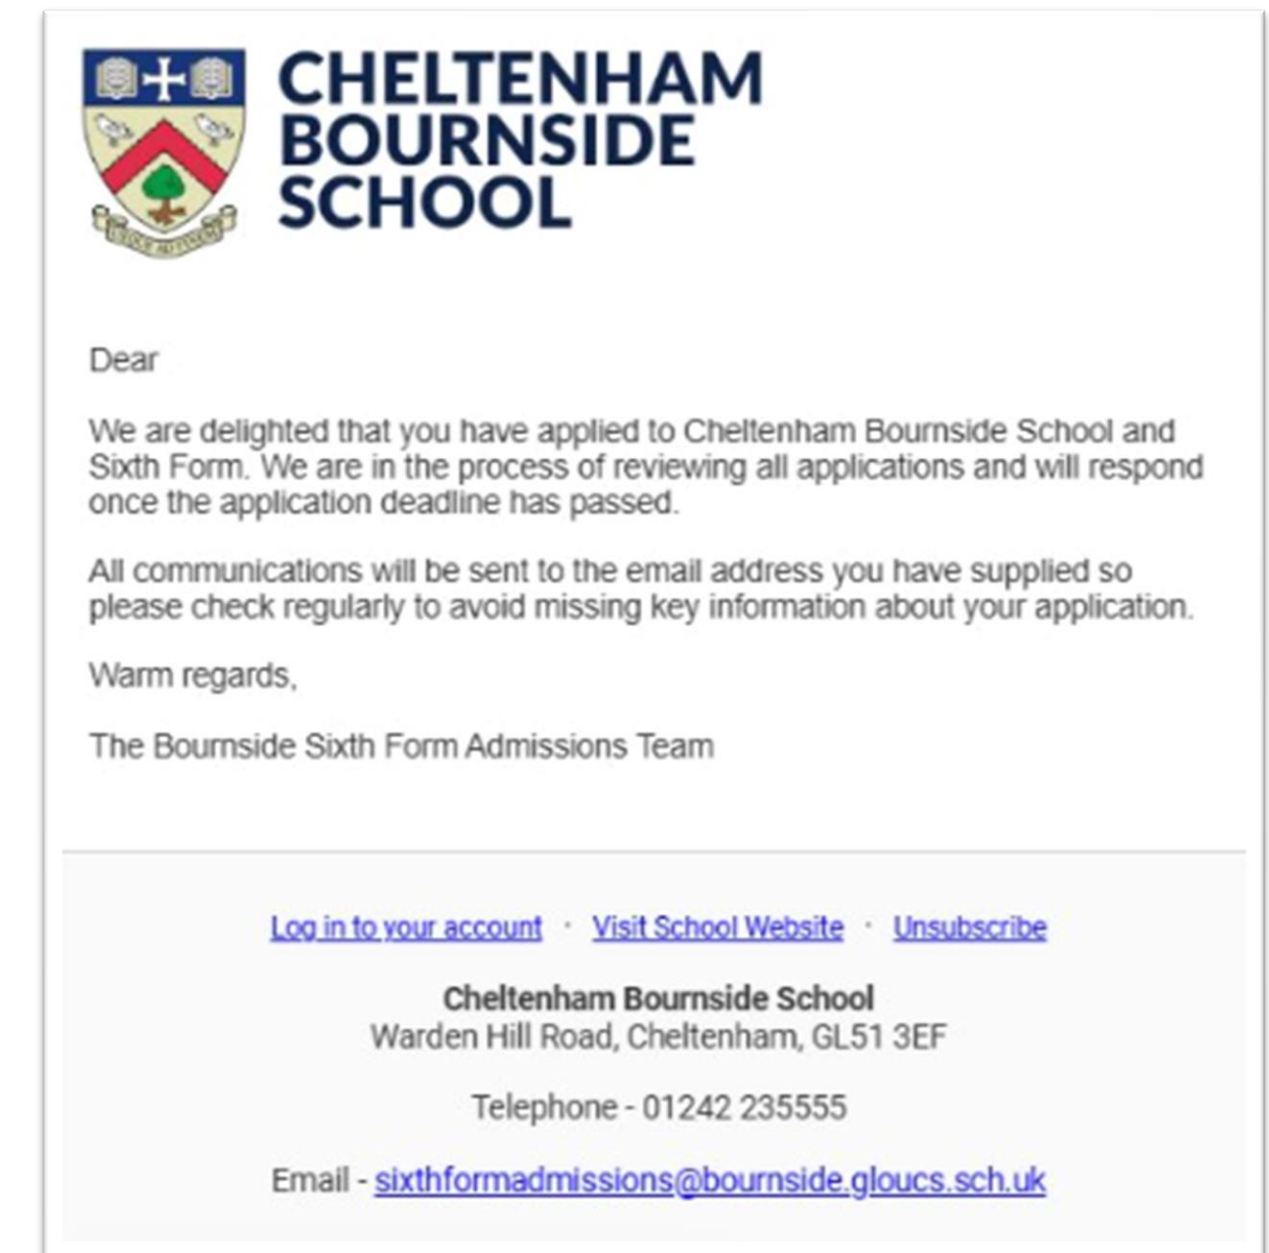 CHELTENHAM
BOURNSIDE
SCHOOL
Dear
We are delighted that you have applied to Cheltenham Bournside School and
Sixth Form. We are in the process of reviewing all applications and will respond
once the application deadline has passed.
All communications will be sent to the email address you have supplied so
please check regularly to avoid missing key information about your application.
Warm regards,
The Bournside Sixth Form Admissions Team
Log in to your account · Visit School Website · Unsubscribe
Cheltenham Bournside School
Warden Hill Road, Cheltenham, GL51 3EF
Telephone - 01242 235555
Email - sixthformadmissions@bournside.gloucs.sch.uk